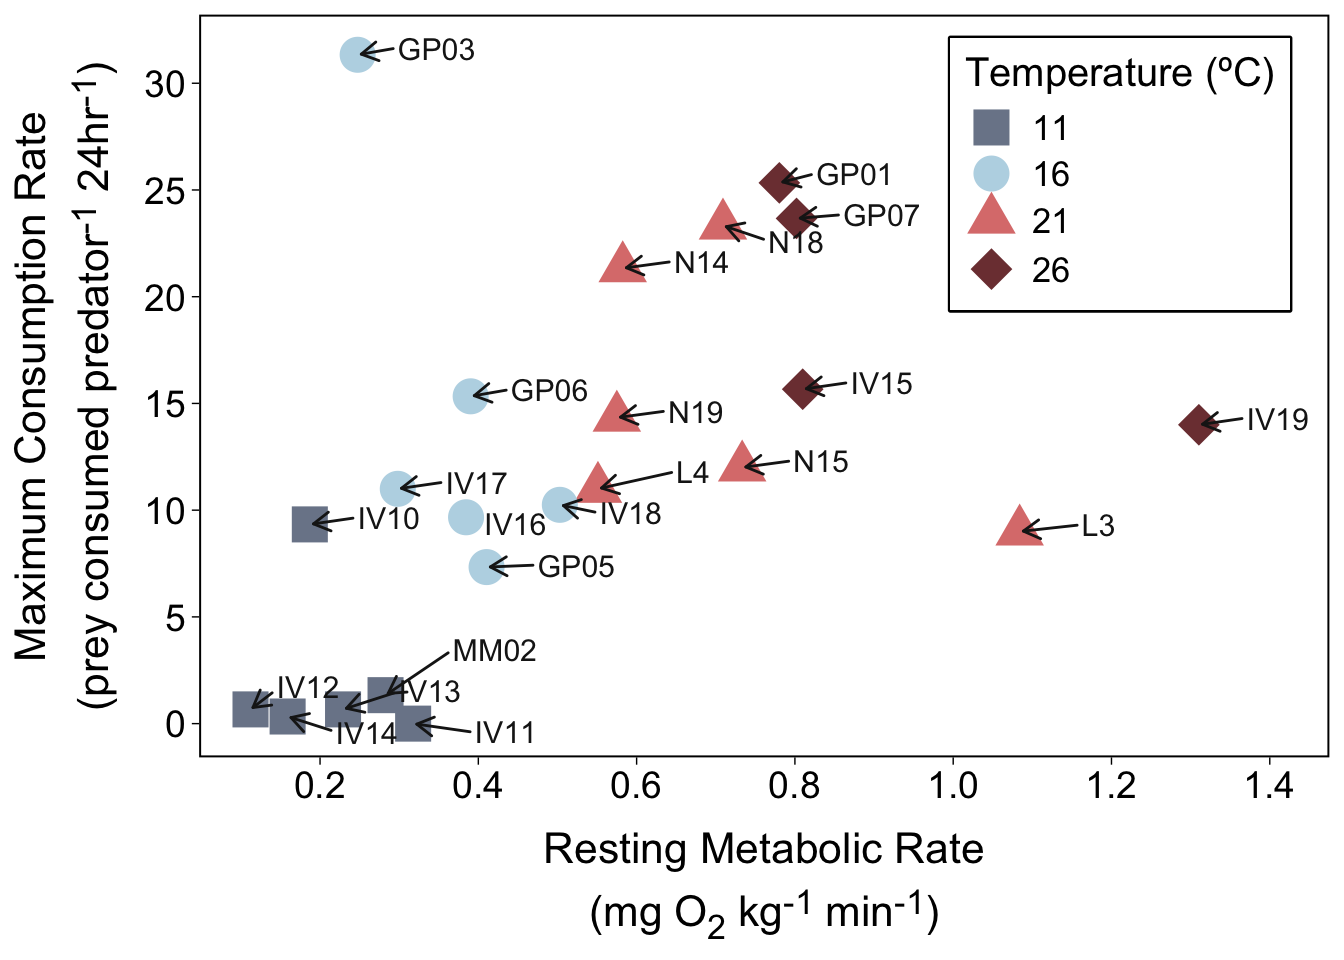 Maximum Consumption Rate
(prey consumed predator⁻¹ 24hr⁻¹)
30
25
20
15
10
5
0
Temperature (ºC)
11
16
21
26
GP03
GP01
GP07
N18
N14
GP06
IV15
N19
IV19
L4
N15
IV17
IV10
IV16
IV18
L3
GP05
MM02
IV12
IV13
IV14
IV11
0.2
0.4
0.6
0.8
1.0
1.2
1.4
Resting Metabolic Rate
(mg O₂ kg⁻¹ min⁻¹)